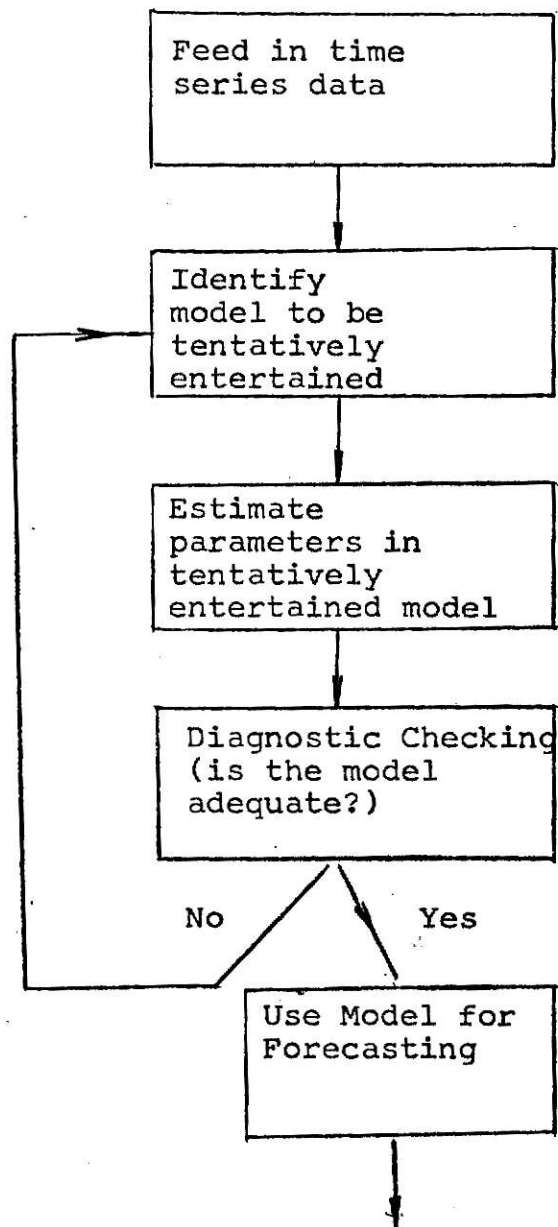 Feed in time
series data
Identify
model to be
tentatively
entertained
Estimate
parameters in
tentatively
entertained model
Diagnostic Checking
(is the model
adequate?)
No
Yes
Use Model for
Forecasting